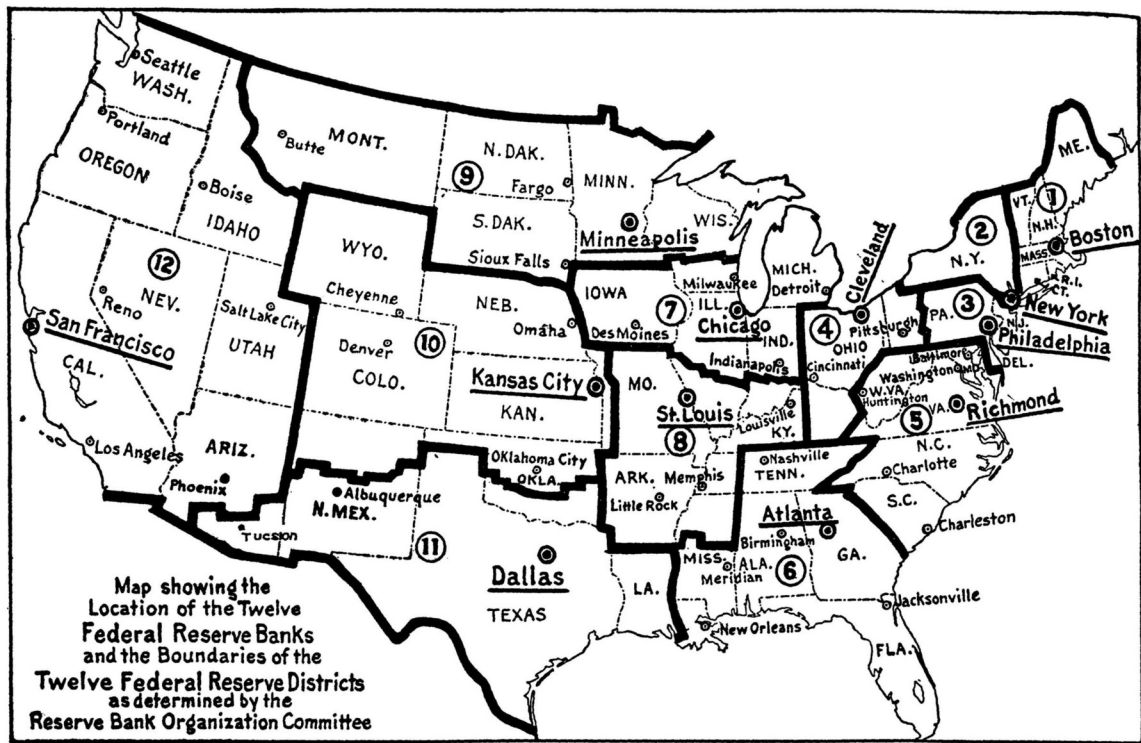 Seattle
WASH.
Portland
OREGON
Boise
IDAHO
Butte
MONT.
N. DAK.
9
Fargo
MINN.
S. DAK.
Sioux Falls
Minneapolis
WIS.
MICH.
Detroit
Milwaukee
WYO.
Cheyenne
12
NEV.
Reno
San Francisco
CAL.
Los Angeles
Salt Lake City
UTAH
ARIZ.
Phoenix
Tucson
NEB.
Omaha
10
Denver
COLO.
Kansas City
KAN.
IOWA
Des Moines
7
ILL.
Chicago
IND.
Indianapolis
Cleveland
4
OHIO
Pittsburgh
Cincinnati
ME.
VT.
1
N.H.
MASS.
Boston
R.I.
CT.
2
N.Y.
New York
3
PA.
N.J.
Philadelphia
DEL.
Baltimore
Washington
MD.
W.VA.
Huntington
5
VA.
Richmond
N.C.
Charlotte
S.C.
Charleston
MO.
St. Louis
8
Louisville
KY.
ARK.
Little Rock
Memphis
Nashville
TENN.
Oklahoma City
OKLA.
Albuquerque
N. MEX.
11
Dallas
TEXAS
LA.
MISS.
Meridian
New Orleans
Atlanta
Birmingham
ALA.
6
GA.
Jacksonville
FLA.
Map showing the
Location of the Twelve
Federal Reserve Banks
and the Boundaries of the
Twelve Federal Reserve Districts
as determined by the
Reserve Bank Organization Committee